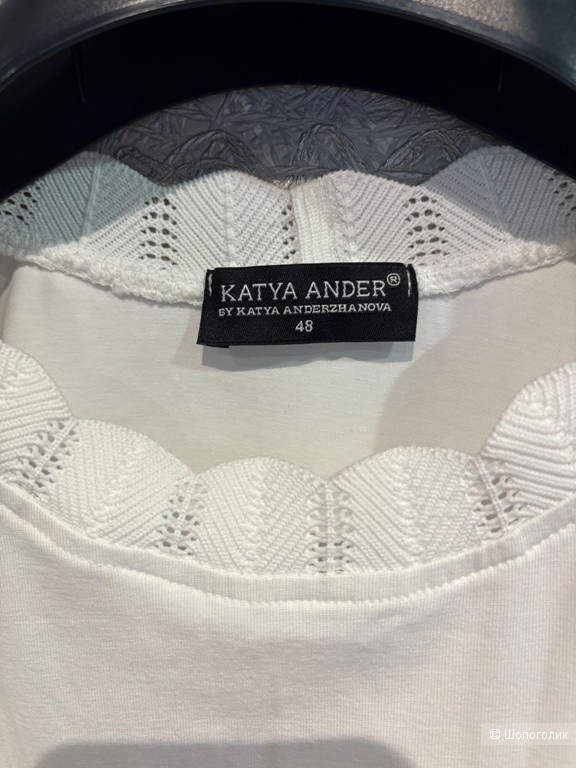 KATYA ANDER®
BY KATYA ANDERZHANOVA
48
© Шопоголик